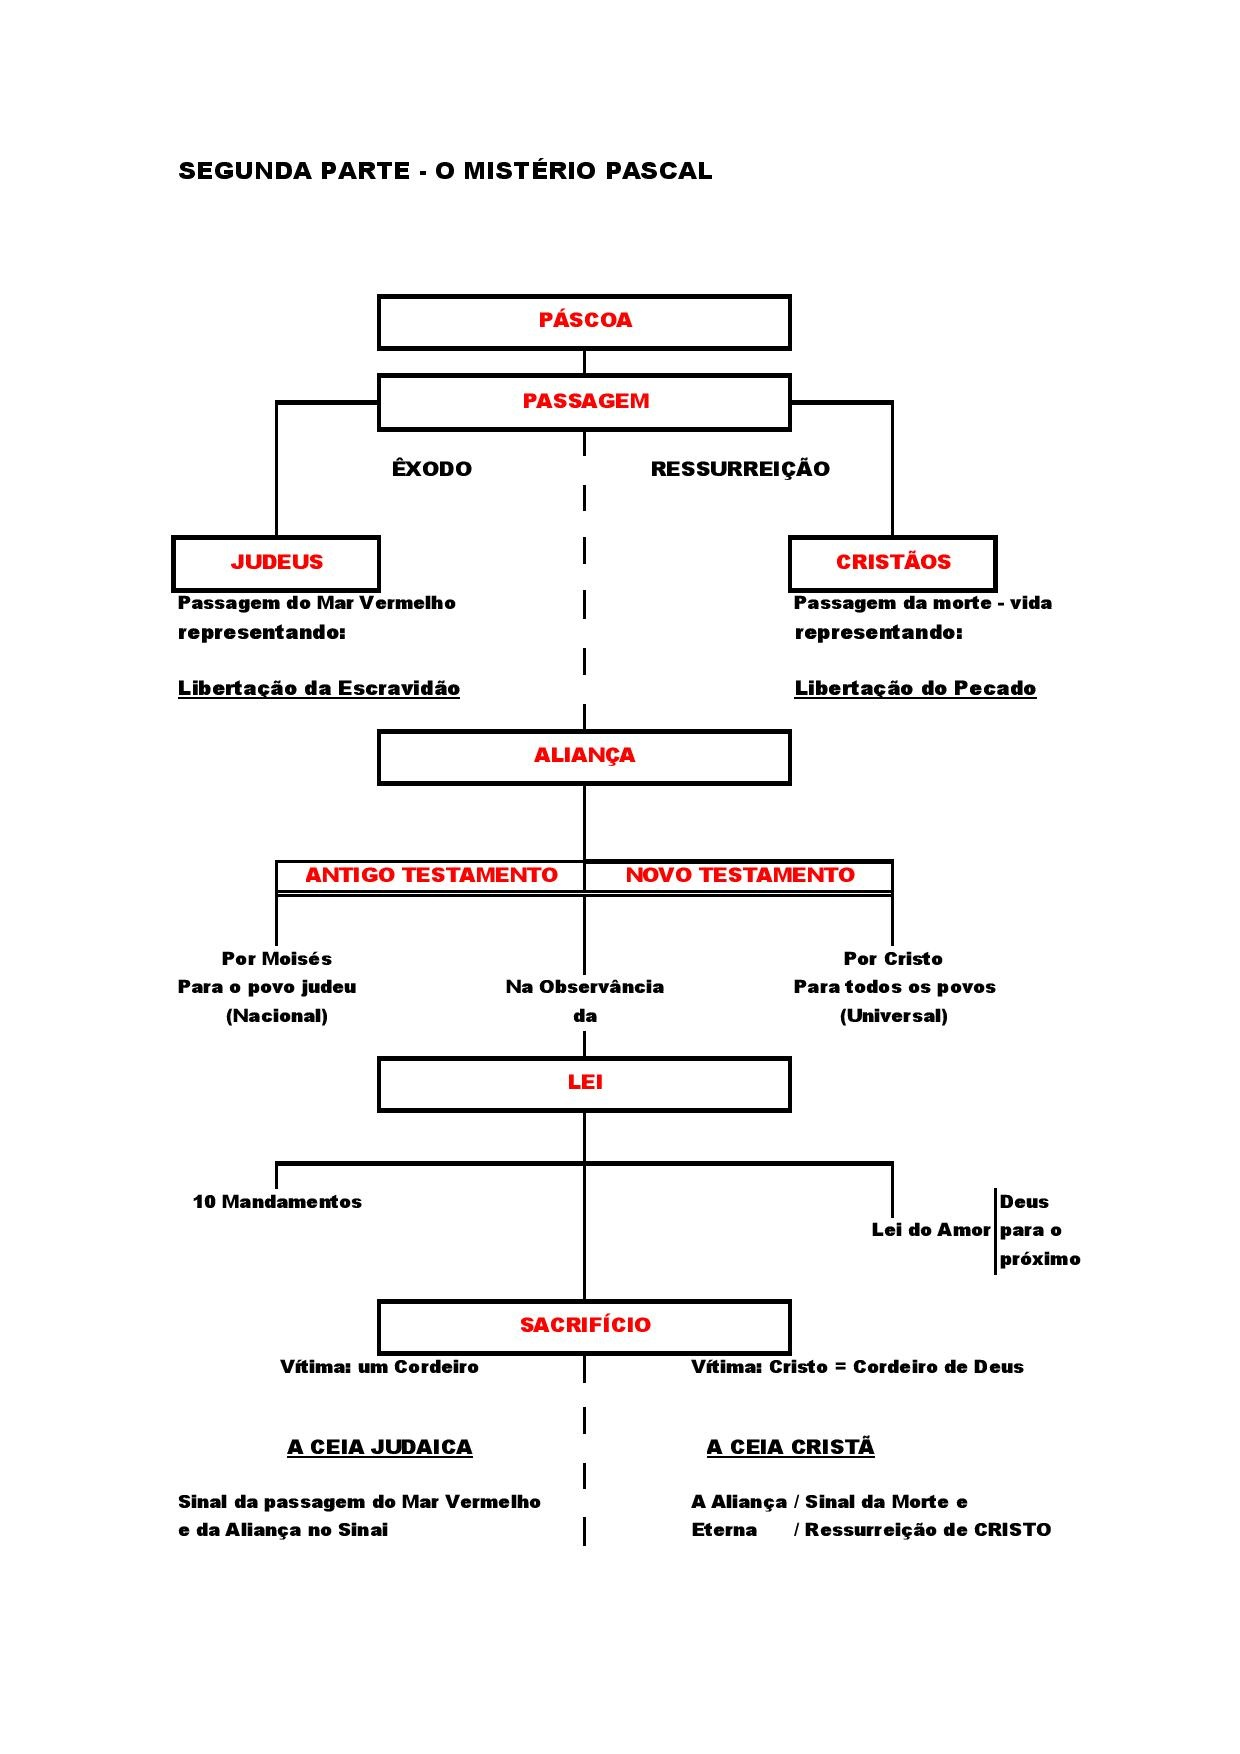 SEGUNDA PARTE - O MISTÉRIO PASCAL
PÁSCOA
PASSAGEM
ÊXODO
RESSURREIÇÃO
JUDEUS
CRISTÃOS
Passagem do Mar Vermelho
representando:
Passagem da morte - vida
representando:
Libertação da Escravidão
Libertação do Pecado
ALIANÇA
ANTIGO TESTAMENTO
NOVO TESTAMENTO
Por Moisés
Para o povo judeu
(Nacional)
Na Observância
da
Por Cristo
Para todos os povos
(Universal)
LEI
10 Mandamentos
Lei do Amor
Deus
para o
próximo
SACRIFÍCIO
Vítima: um Cordeiro
Vítima: Cristo = Cordeiro de Deus
A CEIA JUDAICA
A CEIA CRISTÃ
Sinal da passagem do Mar Vermelho
e da Aliança no Sinai
A Aliança / Sinal da Morte e
Eterna / Ressurreição de CRISTO